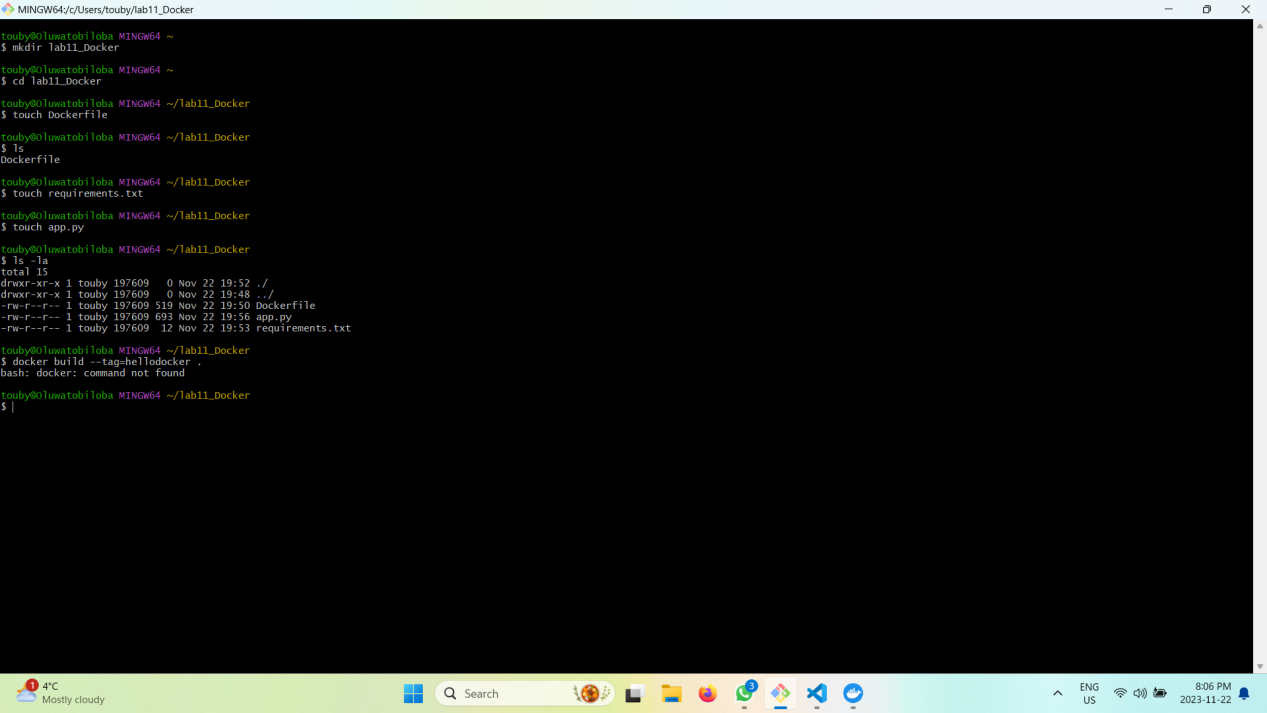 MINGW64:/c/Users/touby/lab11_Docker
touby@Oluwatobiloba MINGW64 ~
$ mkdir lab11_Docker
touby@Oluwatobiloba MINGW64 ~
$ cd lab11_Docker
touby@Oluwatobiloba MINGW64 ~/lab11_Docker
$ touch Dockerfile
touby@Oluwatobiloba MINGW64 ~/lab11_Docker
$ ls
Dockerfile
touby@Oluwatobiloba MINGW64 ~/lab11_Docker
$ touch requirements.txt
touby@Oluwatobiloba MINGW64 ~/lab11_Docker
$ touch app.py
touby@Oluwatobiloba MINGW64 ~/lab11_Docker
$ ls -la
total 15
drwxr-xr-x 1 touby 197609   0 Nov 22 19:52 ./
drwxr-xr-x 1 touby 197609   0 Nov 22 19:48 ../
-rw-r--r-- 1 touby 197609 519 Nov 22 19:50 Dockerfile
-rw-r--r-- 1 touby 197609 693 Nov 22 19:56 app.py
-rw-r--r-- 1 touby 197609  12 Nov 22 19:53 requirements.txt
touby@Oluwatobiloba MINGW64 ~/lab11_Docker
$ docker build --tag=hellodocker .
bash: docker: command not found
touby@Oluwatobiloba MINGW64 ~/lab11_Docker
$
1
4°C
Mostly cloudy
Search
3
ENG
US
8:06 PM
2023-11-22